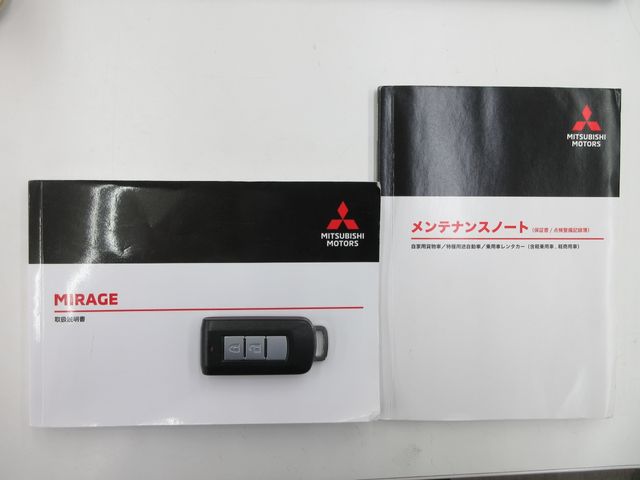 MITSUBISHI
MOTORS
MIRAGE
取扱説明書
MITSUBISHI
MOTORS
メンテナンスノート(保証書/点検整備記録簿)
自家用貨物車/特種用途自動車/乗用車レンタカー(含軽乗用車、軽商用車)